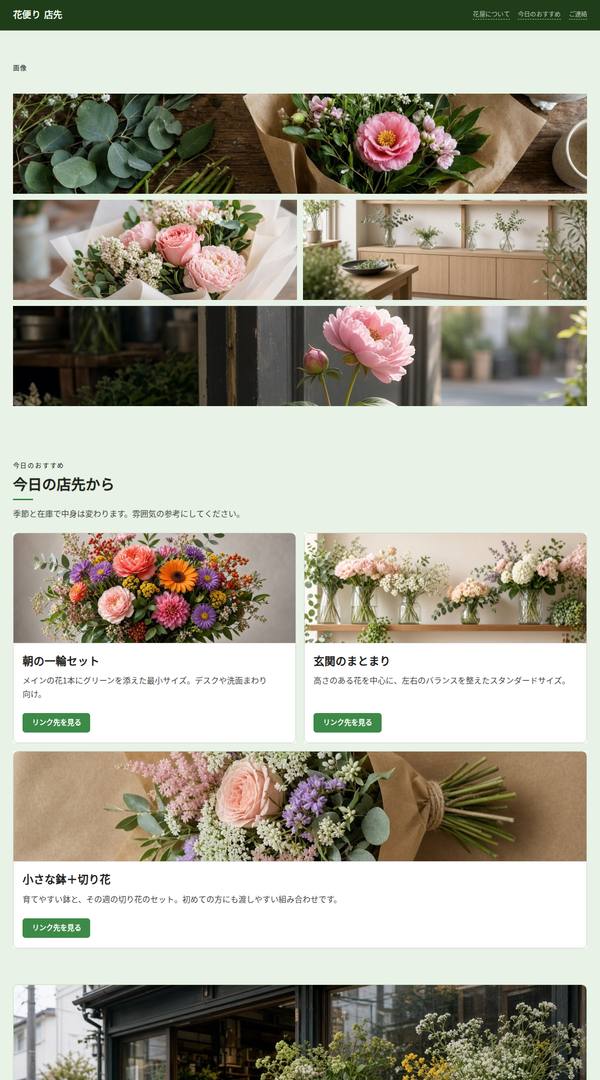 花便り 店先
花屋について 今日のおすすめ ご連絡
画像
今日のおすすめ
今日の店先から
季節と在庫で中身は変わります。雰囲気の参考にしてください。
朝の一輪セット
メインの花1本にグリーンを添えた最小サイズ。デスクや洗面まわり
向け。
リンク先を見る
玄関のまとまり
高さのある花を中心に、左右のバランスを整えたスタンダードサイズ。
リンク先を見る
小さな鉢＋切り花
育てやすい鉢と、その週の切り花のセット。初めての方にも渡しやすい組み合わせです。
リンク先を見る